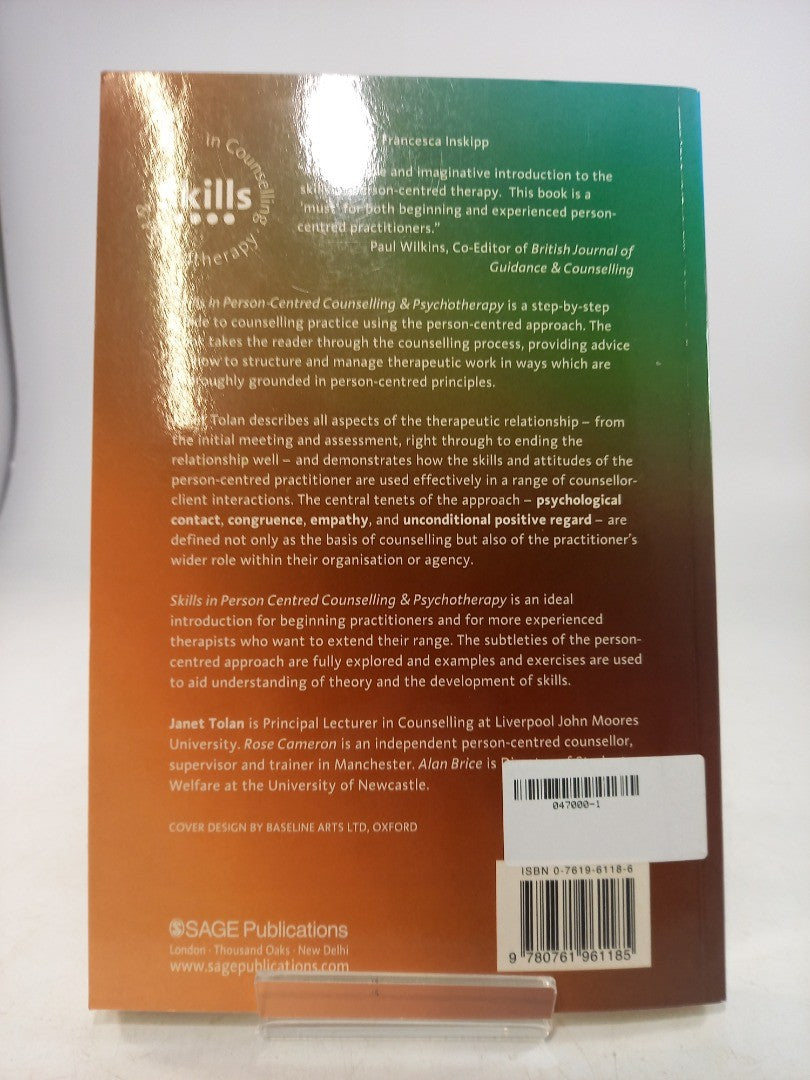 in Counselling
Skills
&
Francesca Inskipp
and imaginative introduction to the
person-centred therapy. This book is a
'must' for both beginning and experienced person-
centred practitioners."
Paul Wilkins, Co-Editor of British Journal of
Guidance & Counselling
in Person-Centred Counselling & Psychotherapy is a step-by-step
to counselling practice using the person-centred approach. The
takes the reader through the counselling process, providing advice
how to structure and manage therapeutic work in ways which are
grounded in person-centred principles.
Tolan describes all aspects of the therapeutic relationship – from
the initial meeting and assessment, right through to ending the
relationship well – and demonstrates how the skills and attitudes of the
person-centred practitioner are used effectively in a range of counsellor-
client interactions. The central tenets of the approach – psychological
contact, congruence, empathy, and unconditional positive regard – are
defined not only as the basis of counselling but also of the practitioner's
wider role within their organisation or agency.
Skills in Person Centred Counselling & Psychotherapy is an ideal
introduction for beginning practitioners and for more experienced
therapists who want to extend their range. The subtleties of the person-
centred approach are fully explored and examples and exercises are used
to aid understanding of theory and the development of skills.
Janet Tolan is Principal Lecturer in Counselling at Liverpool John Moores
University. Rose Cameron is an independent person-centred counsellor,
supervisor and trainer in Manchester. Alan Brice is
Welfare at the University of Newcastle.
047000-1
COVER DESIGN BY BASELINE ARTS LTD, OXFORD
ISBN 0-7619-6118-6
9 780761 961185
SAGE Publications
London · Thousand Oaks · New Delhi
www.sagepublications.com